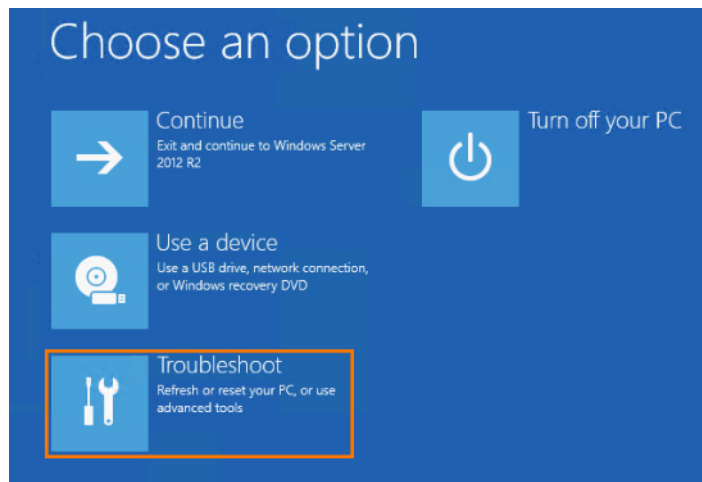 Choose an option
Continue
Exit and continue to Windows Server
2012 R2
Turn off your PC
Use a device
Use a USB drive, network connection,
or Windows recovery DVD
Troubleshoot
Refresh or reset your PC, or use
advanced tools